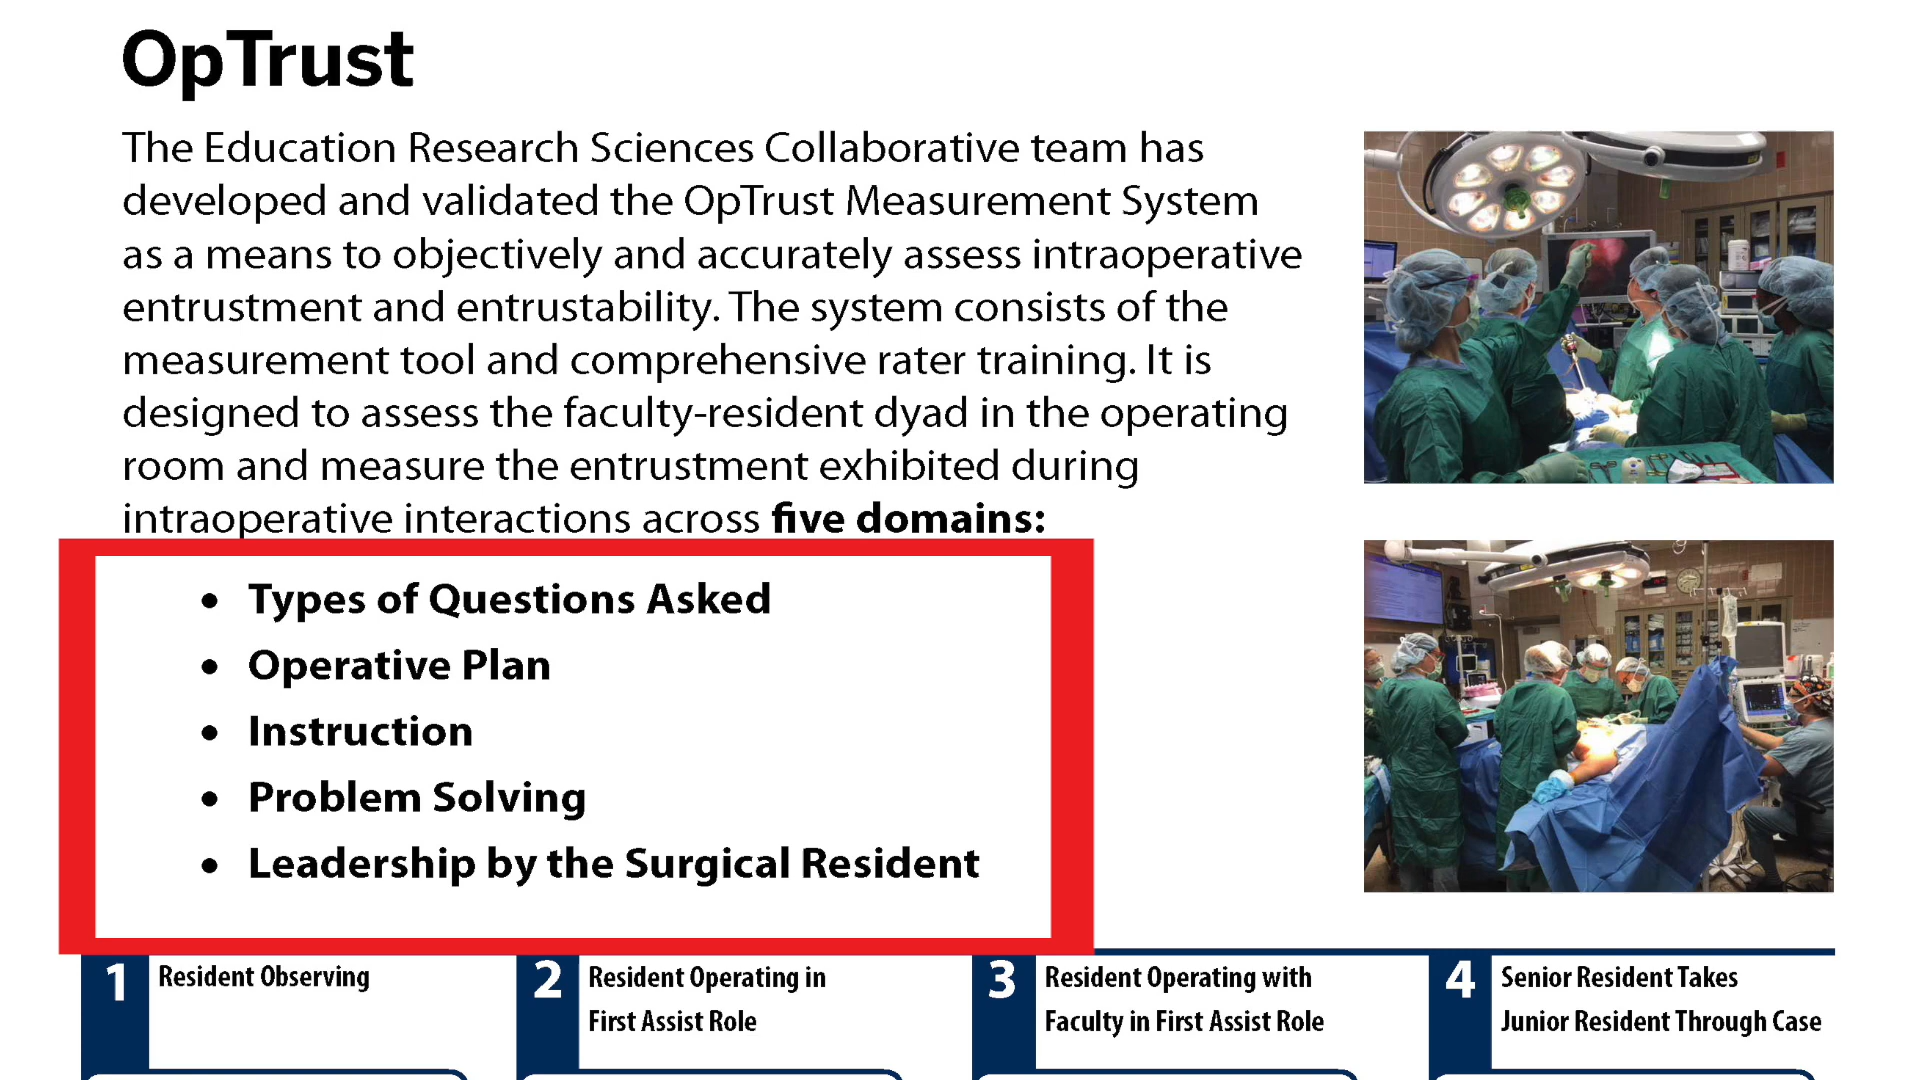 OpTrust
The Education Research Sciences Collaborative team has
developed and validated the OpTrust Measurement System
as a means to objectively and accurately assess intraoperative
entrustment and entrustability. The system consists of the
measurement tool and comprehensive rater training. It is
designed to assess the faculty-resident dyad in the operating
room and measure the entrustment exhibited during
intraoperative interactions across five domains:
• Types of Questions Asked
• Operative Plan
• Instruction
• Problem Solving
• Leadership by the Surgical Resident
1 Resident Observing
2 Resident Operating in
First Assist Role
3 Resident Operating with
Faculty in First Assist Role
4 Senior Resident Takes
Junior Resident Through Case